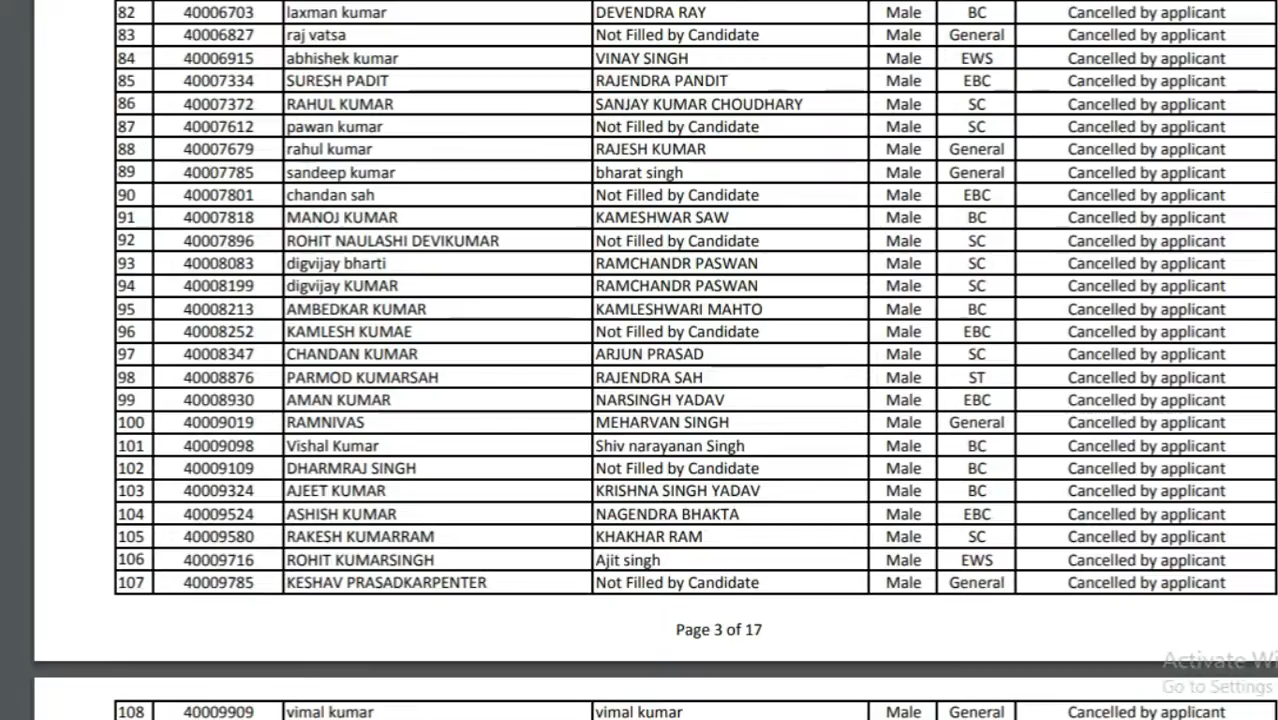 82 40006703 laxman kumar DEVENDRA RAY Male BC Cancelled by applicant
83 40006827 raj vatsa Not Filled by Candidate Male General Cancelled by applicant
84 40006915 abhishek kumar VINAY SINGH Male EWS Cancelled by applicant
85 40007334 SURESH PADIT RAJENDRA PANDIT Male EBC Cancelled by applicant
86 40007372 RAHUL KUMAR SANJAY KUMAR CHOUDHARY Male SC Cancelled by applicant
87 40007612 pawan kumar Not Filled by Candidate Male SC Cancelled by applicant
88 40007679 rahul kumar RAJESH KUMAR Male General Cancelled by applicant
89 40007785 sandeep kumar bharat singh Male General Cancelled by applicant
90 40007801 chandan sah Not Filled by Candidate Male EBC Cancelled by applicant
91 40007818 MANOJ KUMAR KAMESHWAR SAW Male BC Cancelled by applicant
92 40007896 ROHIT NAULASHI DEVIKUMAR Not Filled by Candidate Male SC Cancelled by applicant
93 40008083 digvijay bharti RAMCHANDR PASWAN Male SC Cancelled by applicant
94 40008199 digvijay KUMAR RAMCHANDR PASWAN Male SC Cancelled by applicant
95 40008213 AMBEDKAR KUMAR KAMLESHWARI MAHTO Male BC Cancelled by applicant
96 40008252 KAMLESH KUMAE Not Filled by Candidate Male EBC Cancelled by applicant
97 40008347 CHANDAN KUMAR ARJUN PRASAD Male SC Cancelled by applicant
98 40008876 PARMOD KUMARSAH RAJENDRA SAH Male ST Cancelled by applicant
99 40008930 AMAN KUMAR NARSINGH YADAV Male EBC Cancelled by applicant
100 40009019 RAMNIVAS MEHARVAN SINGH Male General Cancelled by applicant
101 40009098 Vishal Kumar Shiv narayanan Singh Male BC Cancelled by applicant
102 40009109 DHARMRAJ SINGH Not Filled by Candidate Male BC Cancelled by applicant
103 40009324 AJEET KUMAR KRISHNA SINGH YADAV Male BC Cancelled by applicant
104 40009524 ASHISH KUMAR NAGENDRA BHAKTA Male EBC Cancelled by applicant
105 40009580 RAKESH KUMARRAM KHAKHAR RAM Male SC Cancelled by applicant
106 40009716 ROHIT KUMARSINGH Ajit singh Male EWS Cancelled by applicant
107 40009785 KESHAV PRASADKARPENTER Not Filled by Candidate Male General Cancelled by applicant
Page 3 of 17
Activate Wi
Go to Settings
108 40009909 vimal kumar vimal kumar Male General Cancelled by applicant